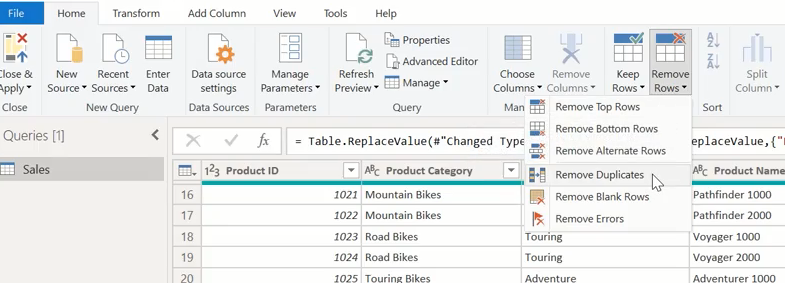 File Home Transform Add Column View Tools Help
Close & Apply
New Source
Recent Sources
Enter Data
Data source settings
Manage Parameters
Refresh Preview
Properties
Advanced Editor
Manage
Choose Columns
Remove Columns
Keep Rows
Remove Rows
Split Column
Close New Query Data Sources Parameters Query Sort
Remove Top Rows
Remove Bottom Rows
Remove Alternate Rows
Remove Duplicates
Remove Blank Rows
Remove Errors
Queries [1]
Sales
fx = Table.ReplaceValue(#"Changed Type
eplaceValue,{"
1²3 Product ID ABC Product Category ABC Product Name
16 1021 Mountain Bikes Pathfinder 1000
17 1022 Mountain Bikes Pathfinder 2000
18 1023 Road Bikes Touring Voyager 1000
19 1024 Road Bikes Touring Voyager 2000
20 1025 Touring Bikes Adventure Adventurer 1000